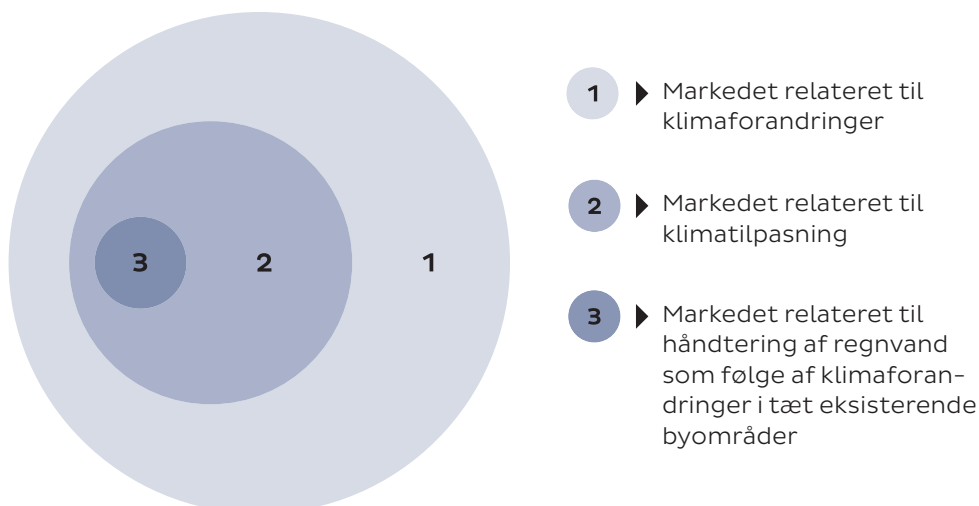 3
2
1
1
Markedet relateret til
klimaforandringer
2
Markedet relateret til
klimatilpasning
3
Markedet relateret til
håndtering af regnvand
som følge af klimaforan-
dringer i tæt eksisterende
byområder